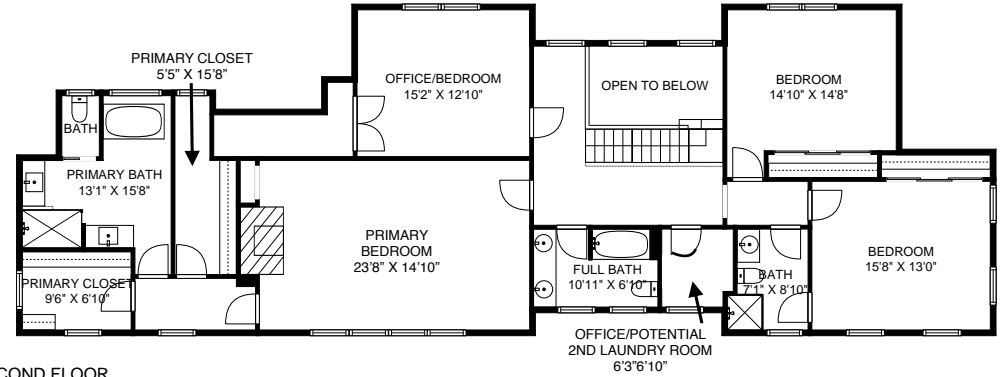 PRIMARY CLOSET
5'5" X 15'8"
OFFICE/BEDROOM
15'2" X 12'10"
OPEN TO BELOW
BEDROOM
14'10" X 14'8"
BATH
PRIMARY BATH
13'1" X 15'8"
PRIMARY
BEDROOM
23'8" X 14'10"
BEDROOM
15'8" X 13'0"
FULL BATH
10'11" X 6'10"
BATH
7'1" X 8'10"
PRIMARY CLOSET
9'6" X 6'10"
OFFICE/POTENTIAL
2ND LAUNDRY ROOM
6'3"6'10"
COND FLOOR